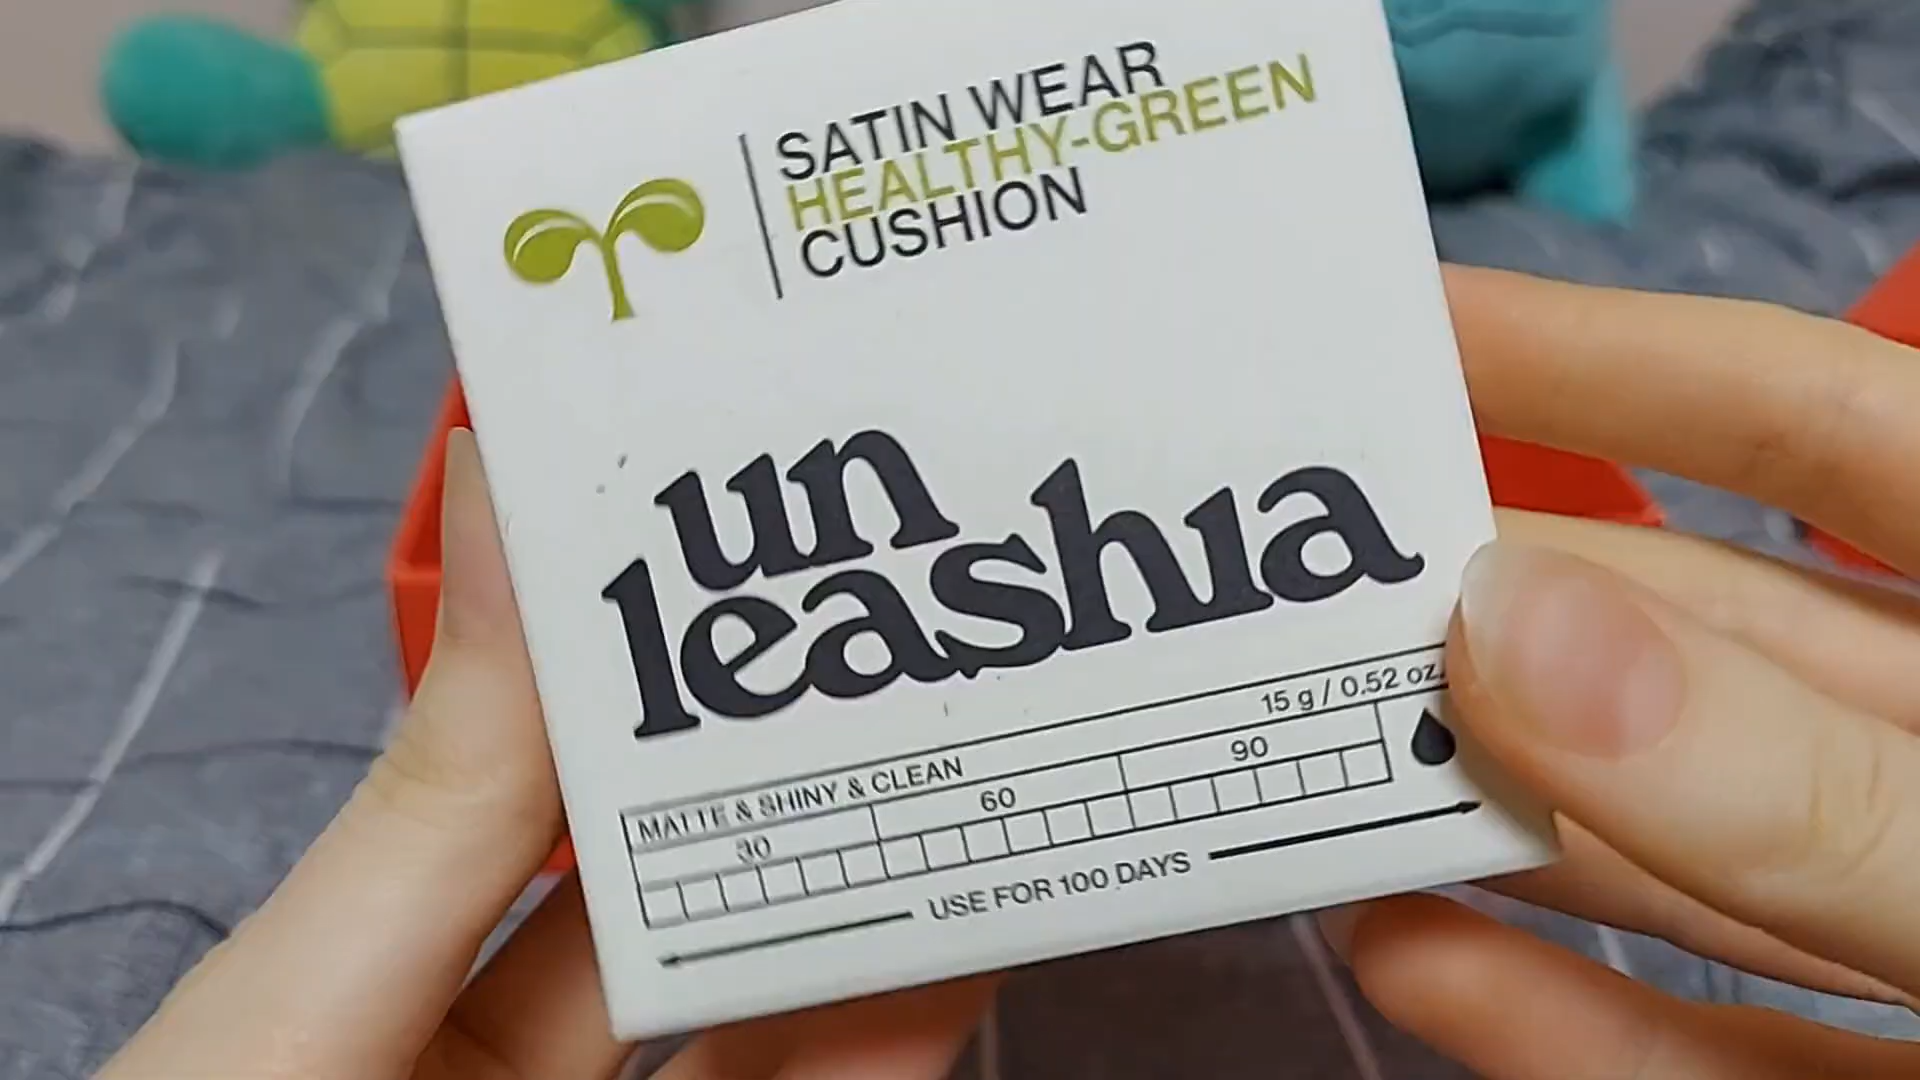 SATIN WEAR
HEALTHY-GREEN
CUSHION
un
leashia
15 g / 0.52 oz.
MATTE & SHINY & CLEAN
30 60 90
USE FOR 100 DAYS